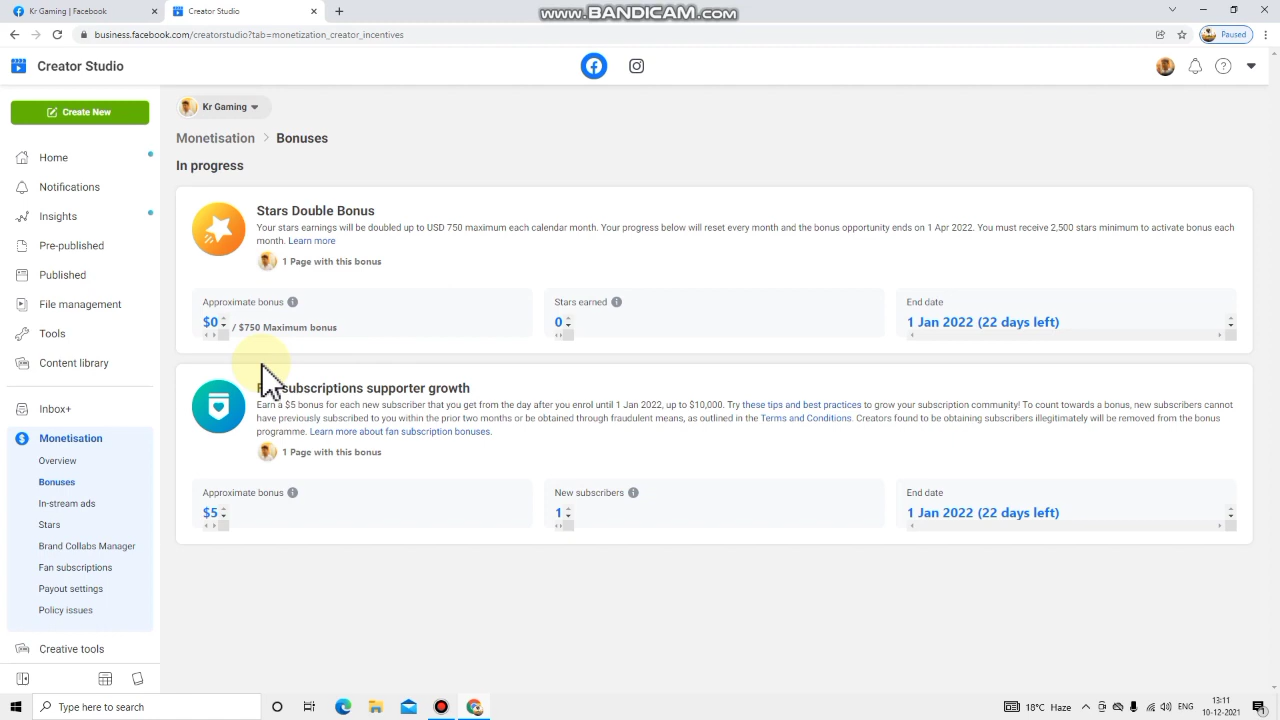 Kr Gaming | Facebook
Creator Studio
www.BANDICAM.com
business.facebook.com/creatorstudio?tab=monetization_creator_incentives
Paused
Creator Studio
Create New
Kr Gaming
Monetisation > Bonuses
In progress
Home
Notifications
Insights
Pre-published
Published
File management
Tools
Content library
Inbox+
Monetisation
Overview
Bonuses
In-stream ads
Stars
Brand Collabs Manager
Fan subscriptions
Payout settings
Policy issues
Creative tools
Stars Double Bonus
Your stars earnings will be doubled up to USD 750 maximum each calendar month. Your progress below will reset every month and the bonus opportunity ends on 1 Apr 2022. You must receive 2,500 stars minimum to activate bonus each
month. Learn more
1 Page with this bonus
Approximate bonus
$0 / $750 Maximum bonus
Stars earned
0
End date
1 Jan 2022 (22 days left)
subscriptions supporter growth
Earn a $5 bonus for each new subscriber that you get from the day after you enrol until 1 Jan 2022, up to $10,000. Try these tips and best practices to grow your subscription community! To count towards a bonus, new subscribers cannot
have previously subscribed to you within the prior two months or be obtained through fraudulent means, as outlined in the Terms and Conditions. Creators found to be obtaining subscribers illegitimately will be removed from the bonus
programme. Learn more about fan subscription bonuses.
1 Page with this bonus
Approximate bonus
$5
New subscribers
1
End date
1 Jan 2022 (22 days left)
Type here to search
18°C Haze
ENG
13:11
10-12-2021